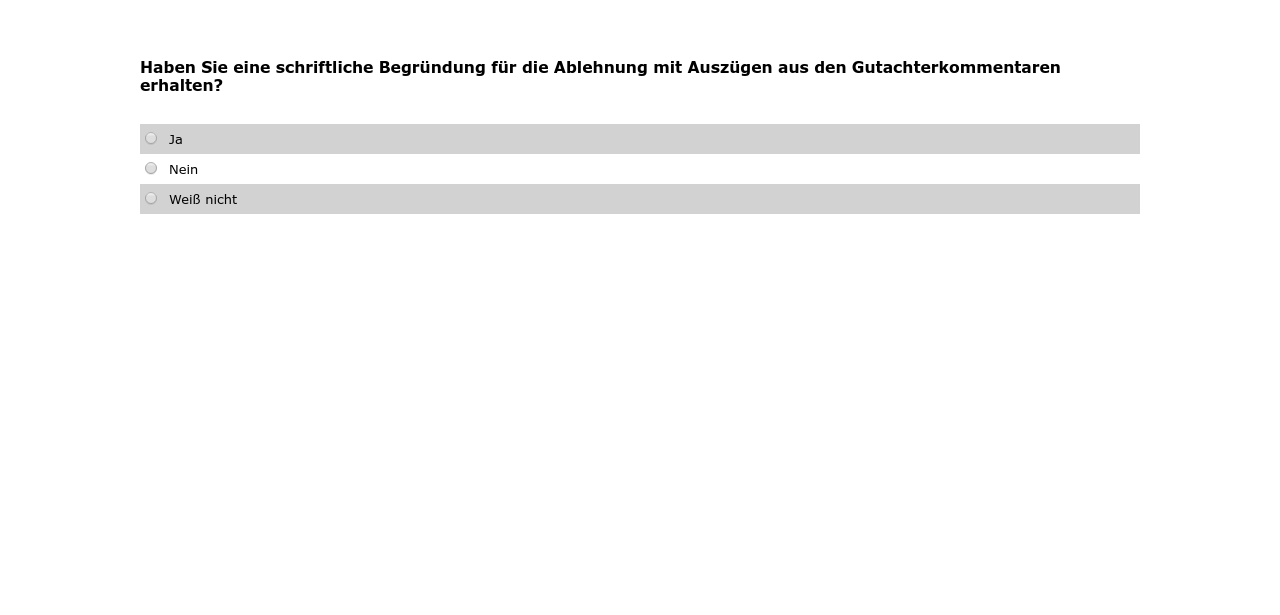 Haben Sie eine schriftliche Begründung für die Ablehnung mit Auszügen aus den Gutachterkommentaren
erhalten?
Ja
Nein
Weiß nicht